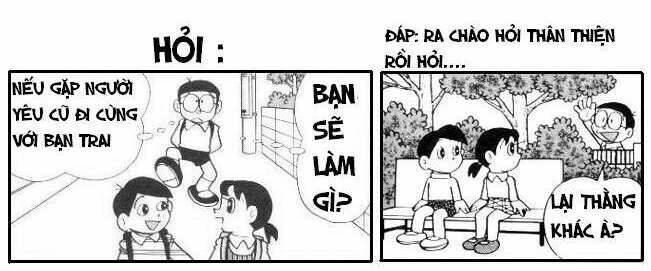 HỎI :
NẾU GẶP NGƯỜI
YÊU CŨ ĐI CÙNG
VỚI BẠN TRAI
BẠN
SẼ
LÀM
GÌ?
ĐÁP: RA CHÀO HỎI THÂN THIỆN
RỒI HỎI....
LẠI THẰNG
KHÁC À?